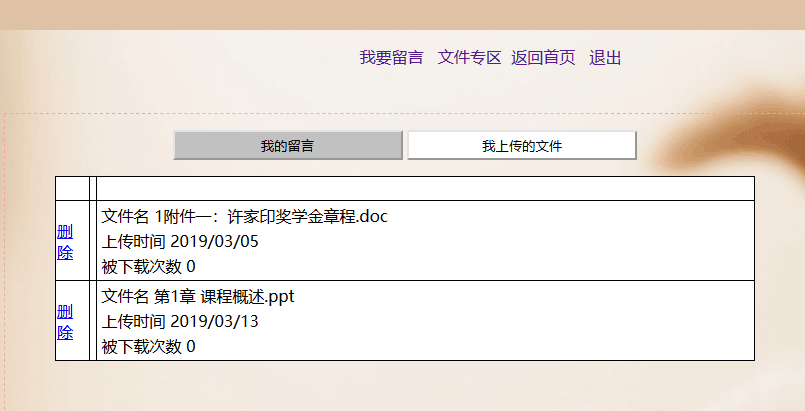 我要留言 文件专区 返回首页 退出
我的留言 我上传的文件
删除
文件名 1附件一：许家印奖学金章程.doc
上传时间 2019/03/05
被下载次数 0
删除
文件名 第1章 课程概述.ppt
上传时间 2019/03/13
被下载次数 0